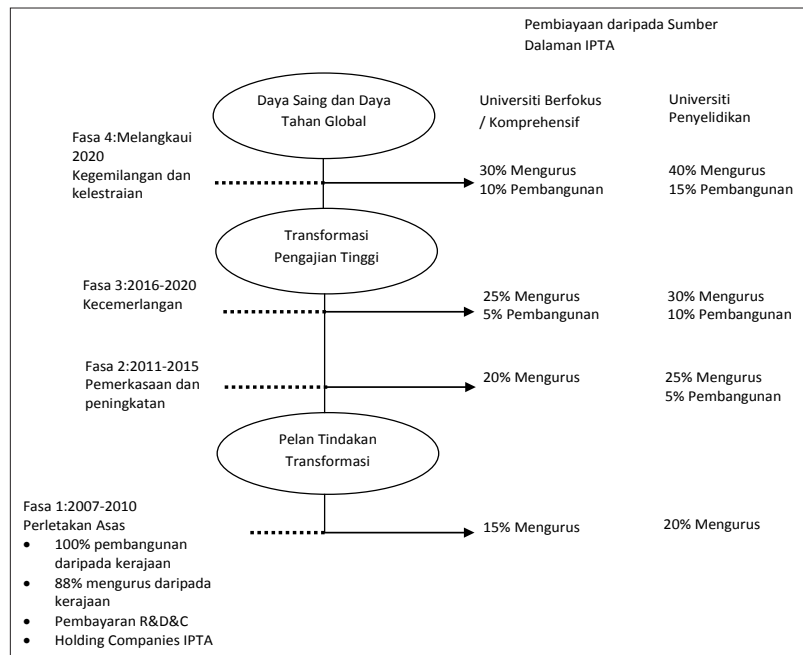 Pembiayaan daripada Sumber
Dalaman IPTA
Daya Saing dan Daya
Tahan Global
Universiti Berfokus
/ Komprehensif
Universiti
Penyelidikan
Fasa 4:Melangkaui
2020
Kegemilangan dan
kelestraian
30% Mengurus
10% Pembangunan
40% Mengurus
15% Pembangunan
Transformasi
Pengajian Tinggi
Fasa 3:2016-2020
Kecemerlangan
25% Mengurus
5% Pembangunan
30% Mengurus
10% Pembangunan
Fasa 2:2011-2015
Pemerkasaan dan
peningkatan
20% Mengurus
25% Mengurus
5% Pembangunan
Pelan Tindakan
Transformasi
Fasa 1:2007-2010
Perletakan Asas
• 100% pembangunan
daripada kerajaan
• 88% mengurus daripada
kerajaan
• Pembayaran R&D&C
• Holding Companies IPTA
15% Mengurus
20% Mengurus